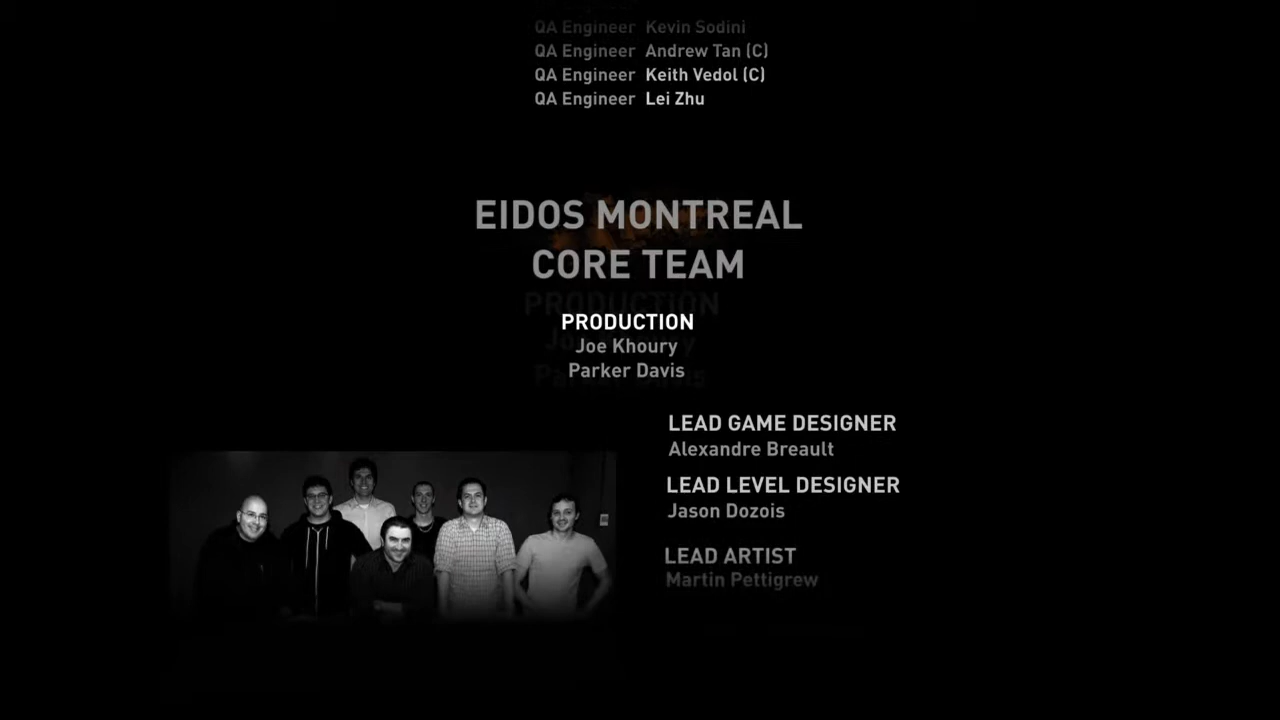 QA Engineer Kevin Sodini
QA Engineer Andrew Tan (C)
QA Engineer Keith Vedol (C)
QA Engineer Lei Zhu
EIDOS MONTREAL
CORE TEAM
PRODUCTION
Joe Khoury
Parker Davis
LEAD GAME DESIGNER
Alexandre Breault
LEAD LEVEL DESIGNER
Jason Dozois
LEAD ARTIST
Martin Pettigrew